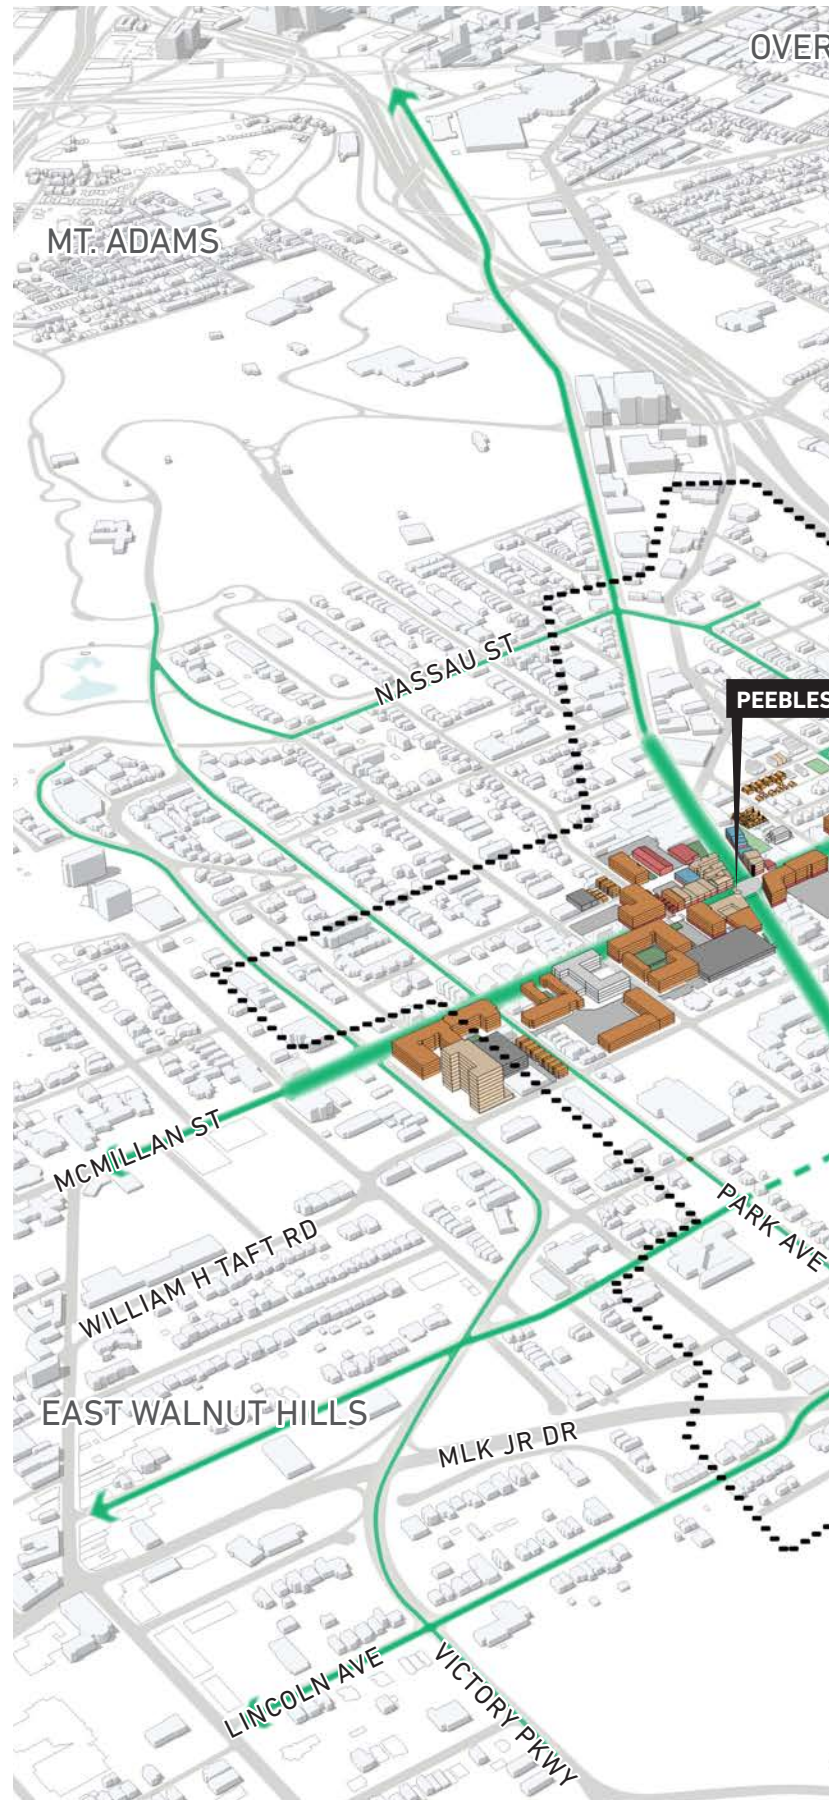 OVER
MT. ADAMS
NASSAU ST
PEEBLES
MCMILLAN ST
PARK AVE
WILLIAM H TAFT RD
EAST WALNUT HILLS
MLK JR DR
LINCOLN AVE
VICTORY PKWY